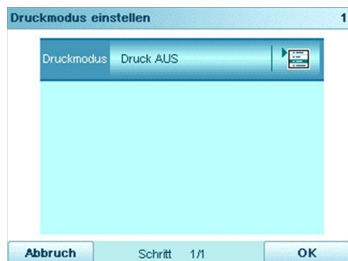 Druckmodus einstellen 1
Druckmodus Druck AUS
Abbruch Schritt 1/1 OK